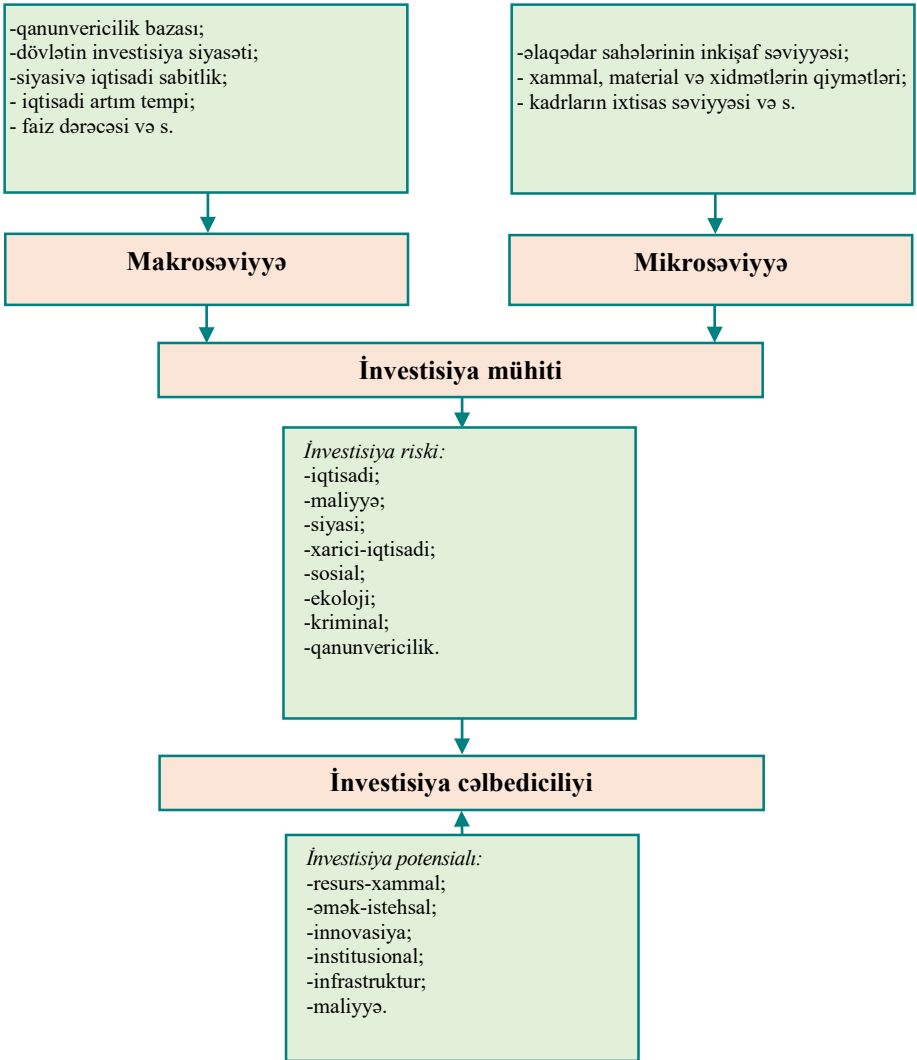 -qanunvericilik bazası;
-dövlətin investisiya siyasəti;
-siyasivə iqtisadi sabitlik;
- iqtisadi artım tempi;
- faiz dərəcəsi və s.
-əlaqədar sahələrinin inkişaf səviyyəsi;
- xammal, material və xidmətlərin qiymətləri;
- kadrların ixtisas səviyyəsi və s.
Makrosəviyyə
Mikrosəviyyə
İnvestisiya mühiti
İnvestisiya riski:
-iqtisadi;
-maliyyə;
-siyasi;
-xarici-iqtisadi;
-sosial;
-ekoloji;
-kriminal;
-qanunvericilik.
İnvestisiya cəlbediciliyi
İnvestisiya potensialı:
-resurs-xammal;
-əmək-istehsal;
-innovasiya;
-institusional;
-infrastruktur;
-maliyyə.